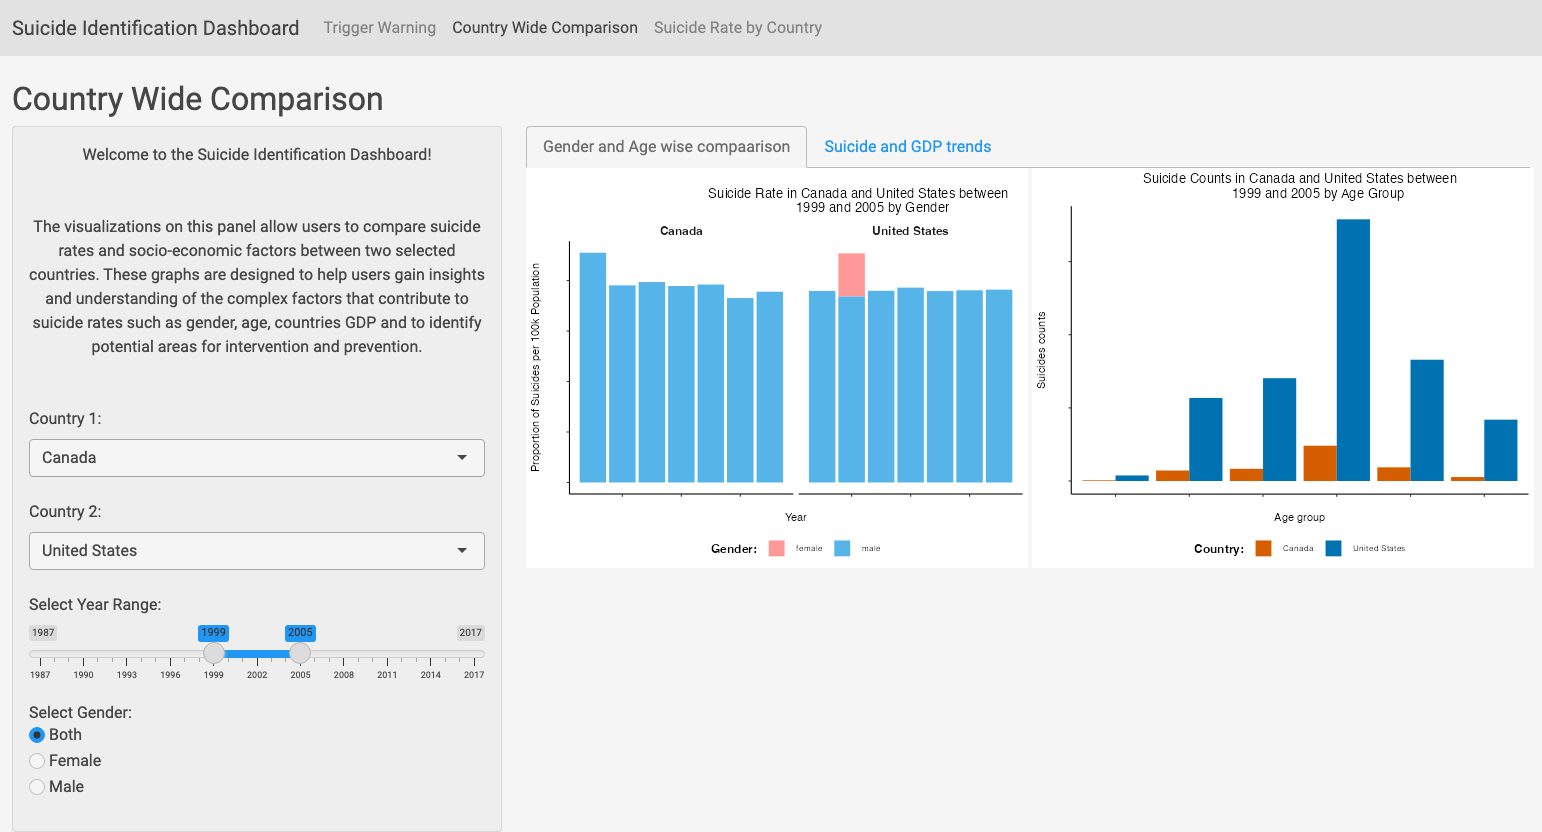 Suicide Identification Dashboard
Trigger Warning
Country Wide Comparison
Suicide Rate by Country
Country Wide Comparison
Welcome to the Suicide Identification Dashboard!
The visualizations on this panel allow users to compare suicide
rates and socio-economic factors between two selected
countries. These graphs are designed to help users gain insights
and understanding of the complex factors that contribute to
suicide rates such as gender, age, countries GDP and to identify
potential areas for intervention and prevention.
Country 1:
Canada
Country 2:
United States
Select Year Range:
1987
1999
2005
2017
1987
1990
1993
1996
1999
2002
2005
2008
2011
2014
2017
Select Gender:
Both
Female
Male
Gender and Age wise compaarison
Suicide and GDP trends
Suicide Rate in Canada and United States between
1999 and 2005 by Gender
Canada
United States
Proportion of Suicides per 100k Population
Year
Gender:
female
male
Suicide Counts in Canada and United States between
1999 and 2005 by Age Group
Suicides counts
Age group
Country:
Canada
United States